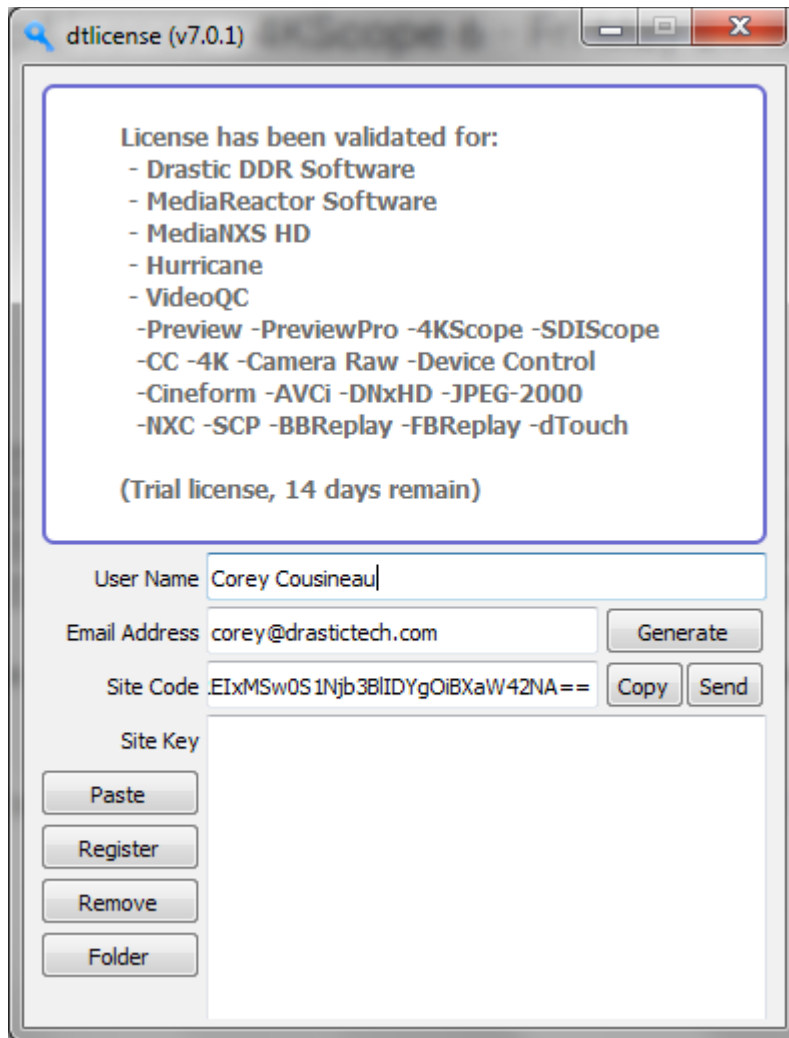 dtlicense (v7.0.1)
License has been validated for:
- Drastic DDR Software
- MediaReactor Software
- MediaNXS HD
- Hurricane
- VideoQC
-Preview -PreviewPro -4KScope -SDIScope
-CC -4K -Camera Raw -Device Control
-Cineform -AVCi -DNxHD -JPEG-2000
-NXC -SCP -BBReplay -FBReplay -dTouch
(Trial license, 14 days remain)
User Name Corey Cousineau
Email Address corey@drastictech.com Generate
Site Code .EIxMSw0S1Njb3BlIDYgOiBXaW42NA== Copy Send
Site Key
Paste
Register
Remove
Folder